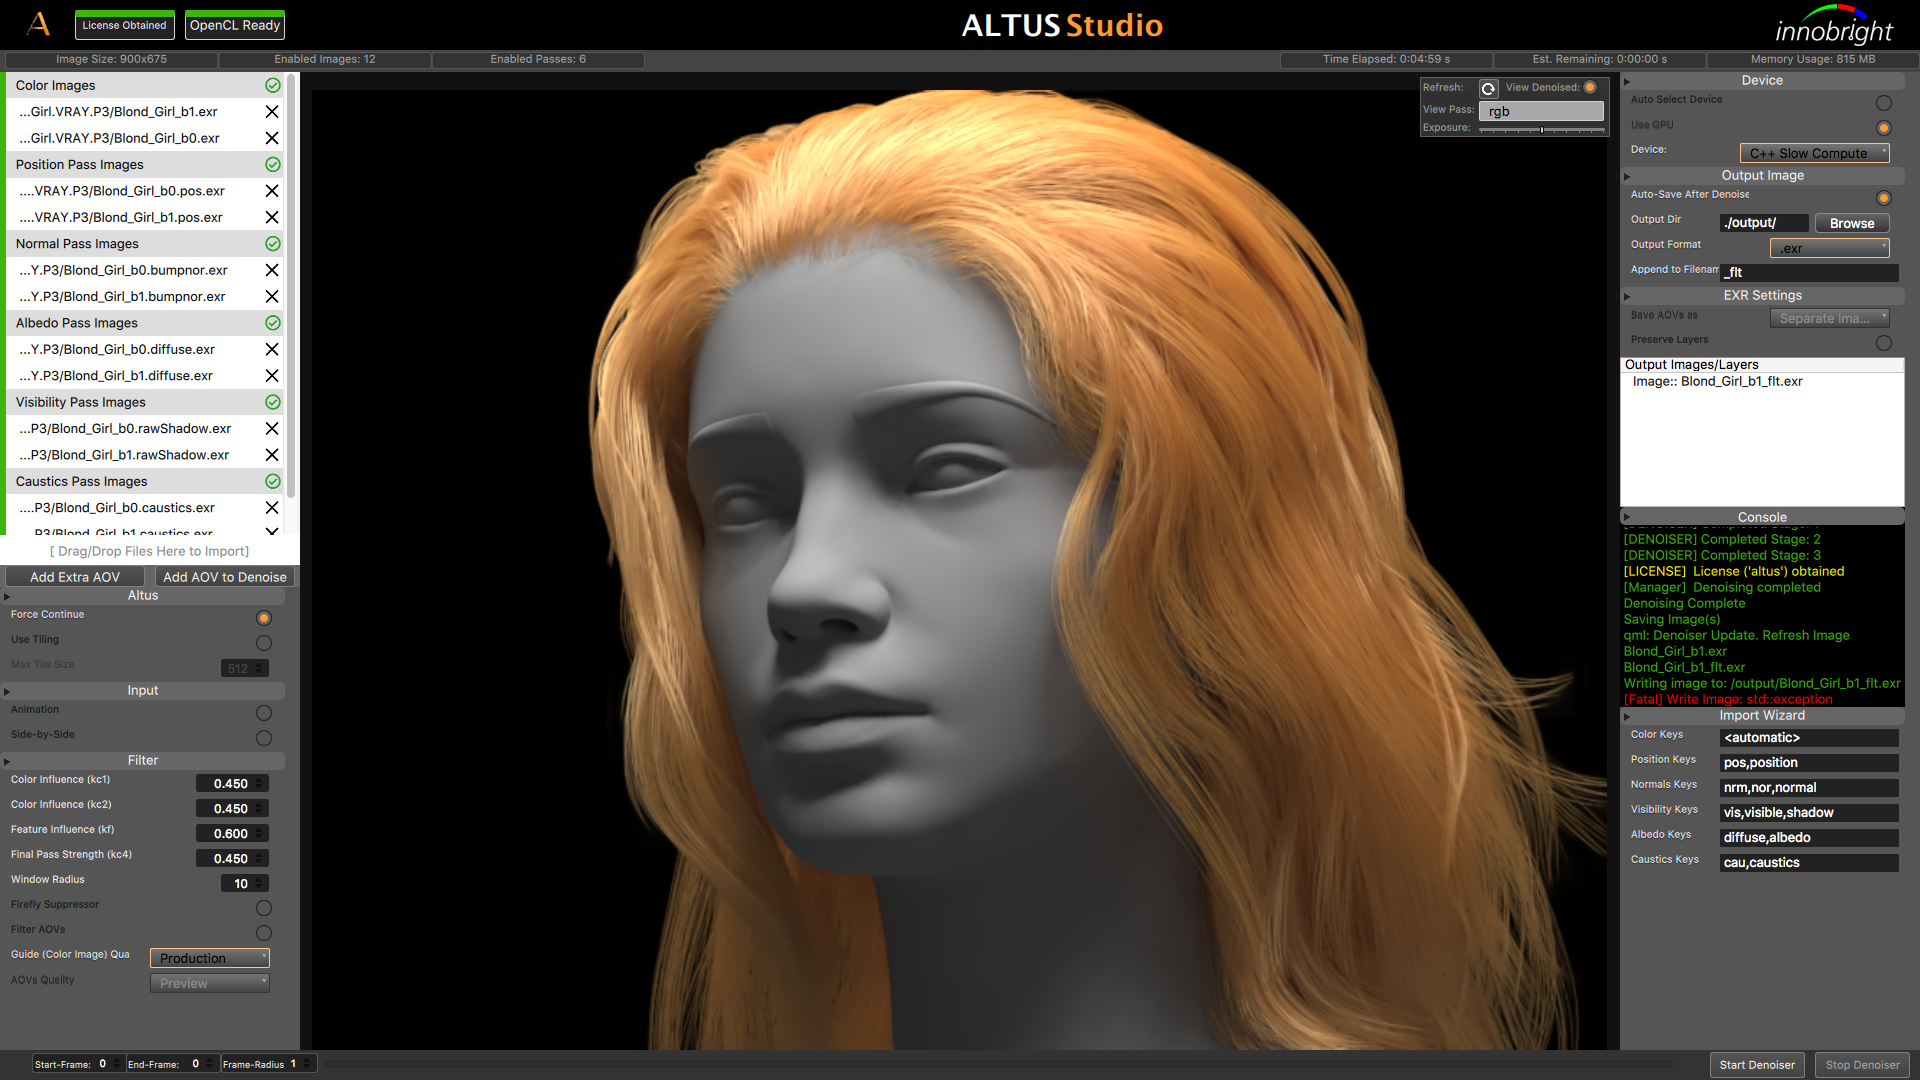 License Obtained
OpenCL Ready
ALTUS Studio
innobright
Image Size: 900x675
Enabled Images: 12
Enabled Passes: 6
Time Elapsed: 0:04:59 s
Est. Remaining: 0:00:00 s
Memory Usage: 815 MB
Color Images
...Girl.VRAY.P3/Blond_Girl_b1.exr
...Girl.VRAY.P3/Blond_Girl_b0.exr
Position Pass Images
....VRAY.P3/Blond_Girl_b0.pos.exr
....VRAY.P3/Blond_Girl_b1.pos.exr
Normal Pass Images
...Y.P3/Blond_Girl_b0.bumpnor.exr
...Y.P3/Blond_Girl_b1.bumpnor.exr
Albedo Pass Images
...Y.P3/Blond_Girl_b0.diffuse.exr
...Y.P3/Blond_Girl_b1.diffuse.exr
Visibility Pass Images
...P3/Blond_Girl_b0.rawShadow.exr
...P3/Blond_Girl_b1.rawShadow.exr
Caustics Pass Images
....P3/Blond_Girl_b0.caustics.exr
P3/Blond_Girl_b1.caustics.exr
[ Drag/Drop Files Here to Import]
Add Extra AOV
Add AOV to Denoise
Altus
Force Continue
Use Tiling
Max Tile Size 512
Input
Animation
Side-by-Side
Filter
Color Influence (kc1) 0.450
Color Influence (kc2) 0.450
Feature Influence (kf) 0.600
Final Pass Strength (kc4) 0.450
Window Radius 10
Firefly Suppressor
Filter AOVs
Guide (Color Image) Qua Production
AOVs Quality Preview
Start-Frame: 0 End-Frame: 0 Frame-Radius 1
Refresh: View Denoised:
View Pass: rgb
Exposure:
Device
Auto Select Device
Use GPU
Device: C++ Slow Compute
Output Image
Auto-Save After Denoise
Output Dir ./output/ Browse
Output Format .exr
Append to Filenam _flt
EXR Settings
Save AOVs as Separate Ima...
Preserve Layers
Output Images/Layers
Image:: Blond_Girl_b1_flt.exr
Console
[DENOISER] Completed Stage: 2
[DENOISER] Completed Stage: 3
[LICENSE] License ('altus') obtained
[Manager] Denoising completed
Denoising Complete
Saving Image(s)
qml: Denoiser Update. Refresh Image
Blond_Girl_b1.exr
Blond_Girl_b1_flt.exr
Writing image to: /output/Blond_Girl_b1_flt.exr
[Fatal] Write Image: std::exception
Import Wizard
Color Keys <automatic>
Position Keys pos,position
Normals Keys nrm,nor,normal
Visibility Keys vis,visible,shadow
Albedo Keys diffuse,albedo
Caustics Keys cau,caustics
Start Denoiser
Stop Denoiser